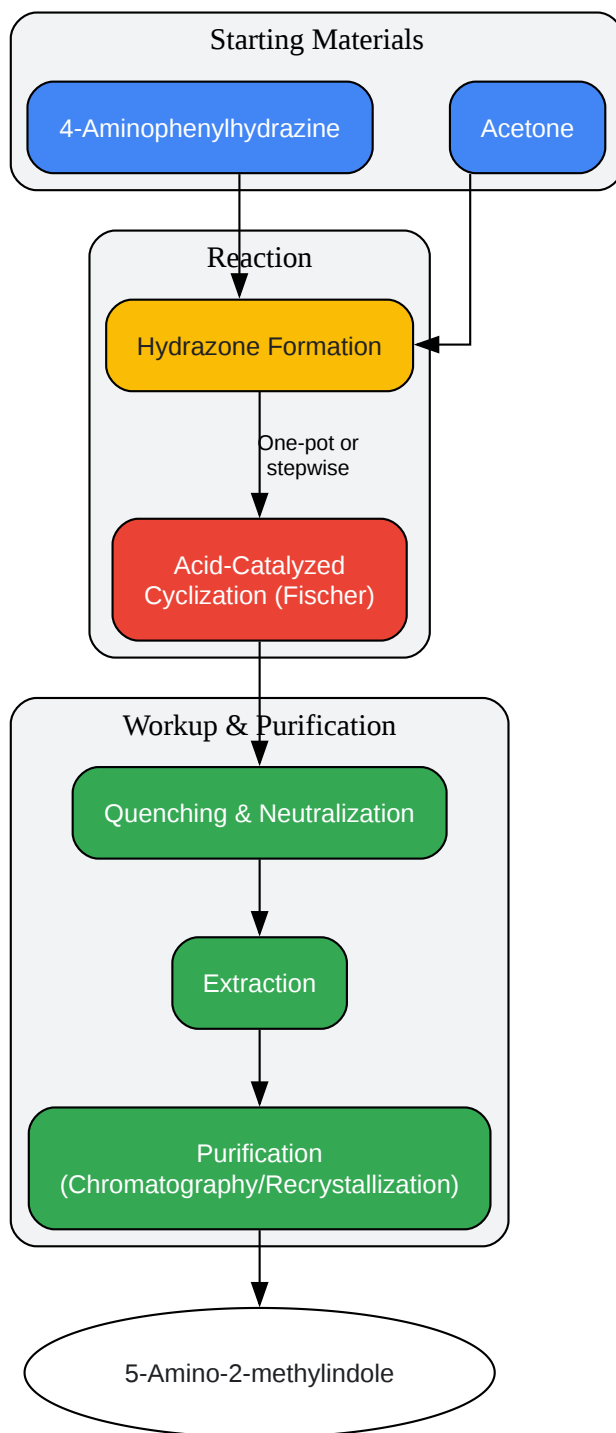 Starting Materials
4-Aminophenylhydrazine
Acetone
Reaction
Hydrazone Formation
One-pot or
stepwise
Acid-Catalyzed
Cyclization (Fischer)
Workup & Purification
Quenching & Neutralization
Extraction
Purification
(Chromatography/Recrystallization)
5-Amino-2-methylindole